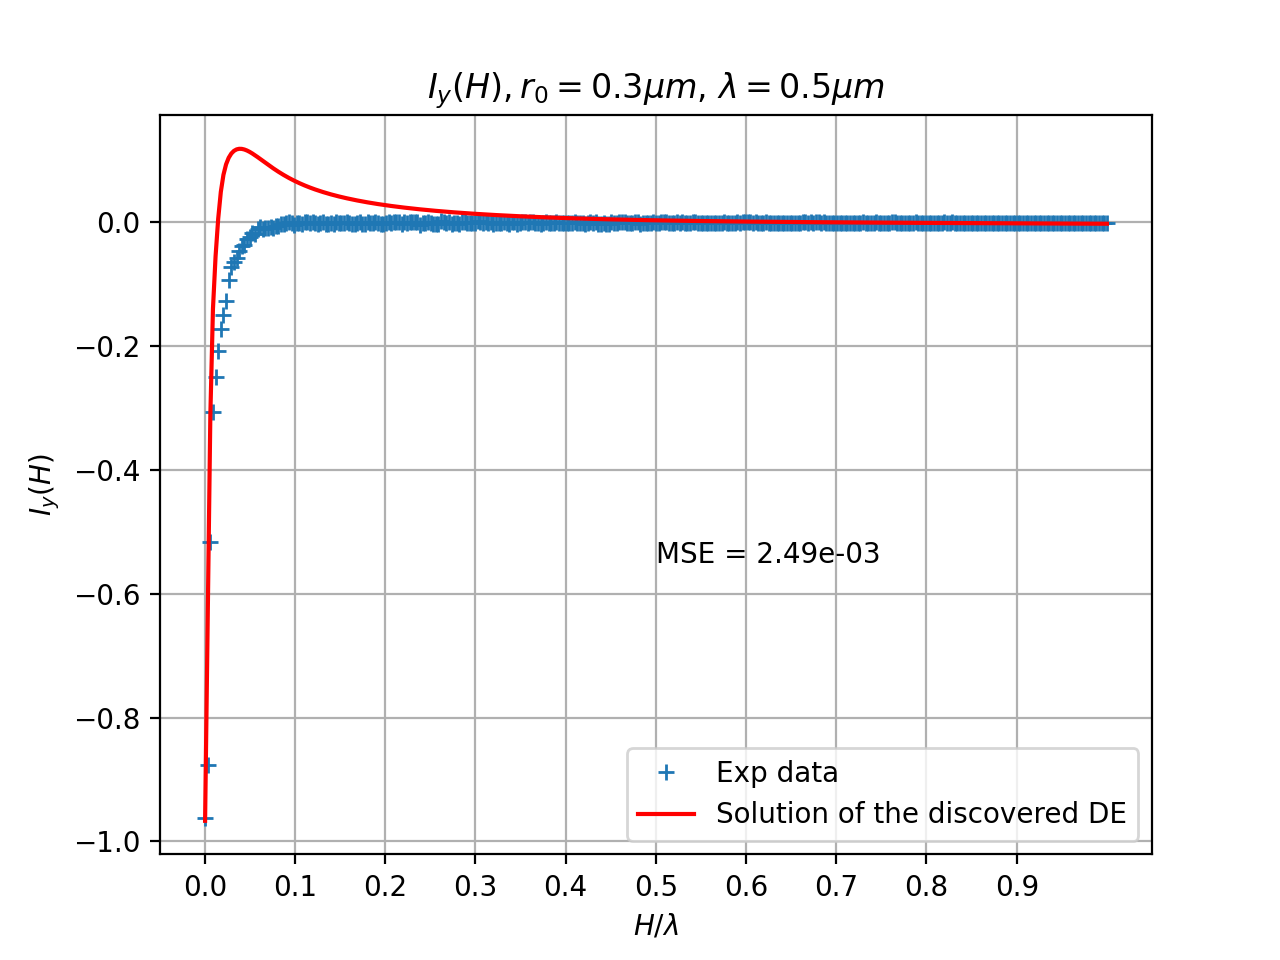 I_y(H), r_0 = 0.3μm, λ = 0.5μm
0.0
−0.2
−0.4
−0.6
−0.8
−1.0
I_y(H)
MSE = 2.49e-03
Exp data
Solution of the discovered DE
0.0 0.1 0.2 0.3 0.4 0.5 0.6 0.7 0.8 0.9
H/λ